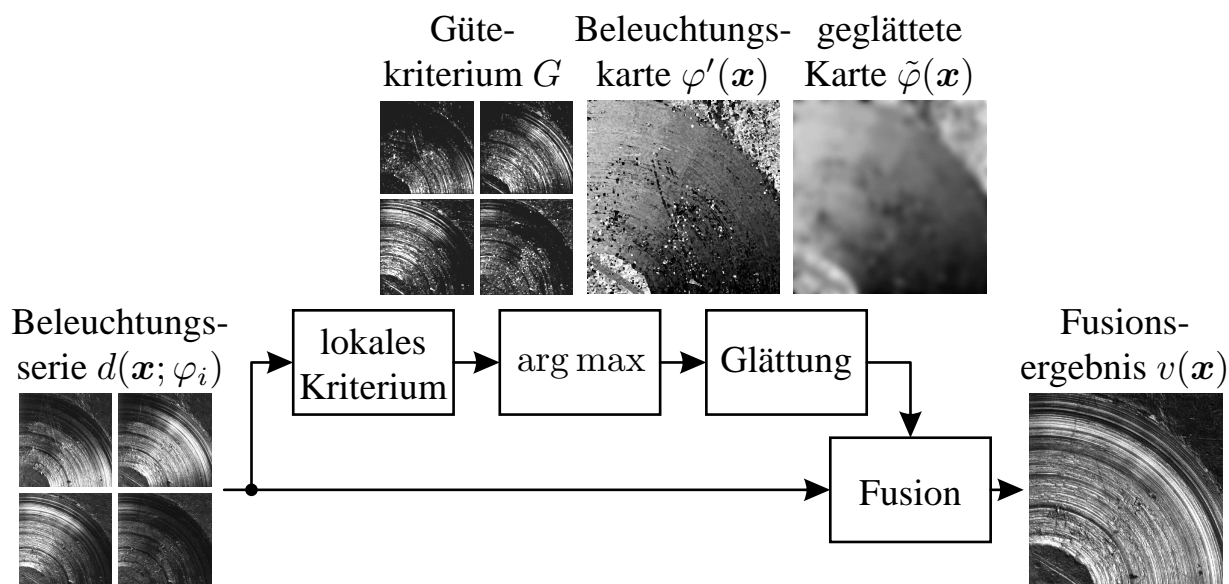 Güte-
kriterium G
Beleuchtungs-
karte φ′(x)
geglättete
Karte φ̃(x)
Beleuchtungs-
serie d(x; φᵢ)
lokales
Kriterium
arg max
Glättung
Fusion
Fusions-
ergebnis v(x)